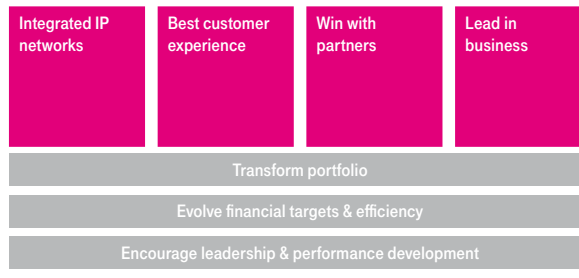 Integrated IP
networks
Best customer
experience
Win with
partners
Lead in
business
Transform portfolio
Evolve financial targets & efficiency
Encourage leadership & performance development